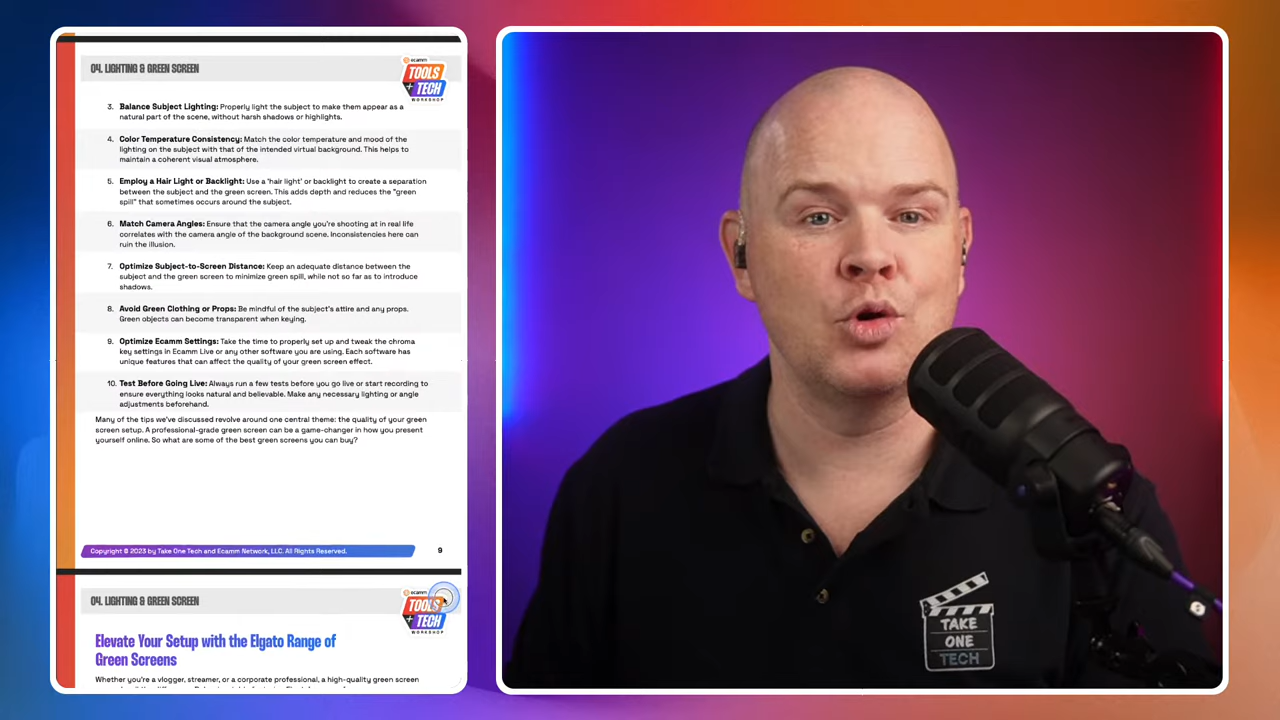 04. LIGHTING & GREEN SCREEN
ecamm
TOOLS
+TECH
WORKSHOP
3. Balance Subject Lighting: Properly light the subject to make them appear as a
natural part of the scene, without harsh shadows or highlights.
4. Color Temperature Consistency: Match the color temperature and mood of the
lighting on the subject with that of the intended virtual background. This helps to
maintain a coherent visual atmosphere.
5. Employ a Hair Light or Backlight: Use a 'hair light' or backlight to create a separation
between the subject and the green screen. This adds depth and reduces the "green
spill" that sometimes occurs around the subject.
6. Match Camera Angles: Ensure that the camera angle you're shooting at in real life
correlates with the camera angle of the background scene. Inconsistencies here can
ruin the illusion.
7. Optimize Subject-to-Screen Distance: Keep an adequate distance between the
subject and the green screen to minimize green spill, while not so far as to introduce
shadows.
8. Avoid Green Clothing or Props: Be mindful of the subject's attire and any props.
Green objects can become transparent when keying.
9. Optimize Ecamm Settings: Take the time to properly set up and tweak the chroma
key settings in Ecamm Live or any other software you are using. Each software has
unique features that can affect the quality of your green screen effect.
10. Test Before Going Live: Always run a few tests before you go live or start recording to
ensure everything looks natural and believable. Make any necessary lighting or angle
adjustments beforehand.
Many of the tips we've discussed revolve around one central theme: the quality of your green
screen setup. A professional-grade green screen can be a game-changer in how you present
yourself online. So what are some of the best green screens you can buy?
Copyright © 2023 by Take One Tech and Ecamm Network, LLC. All Rights Reserved.
9
04. LIGHTING & GREEN SCREEN
ecamm
TOOLS
+TECH
WORKSHOP
Elevate Your Setup with the Elgato Range of
Green Screens
Whether you're a vlogger, streamer, or a corporate professional, a high-quality green screen
TAKE
ONE
TECH